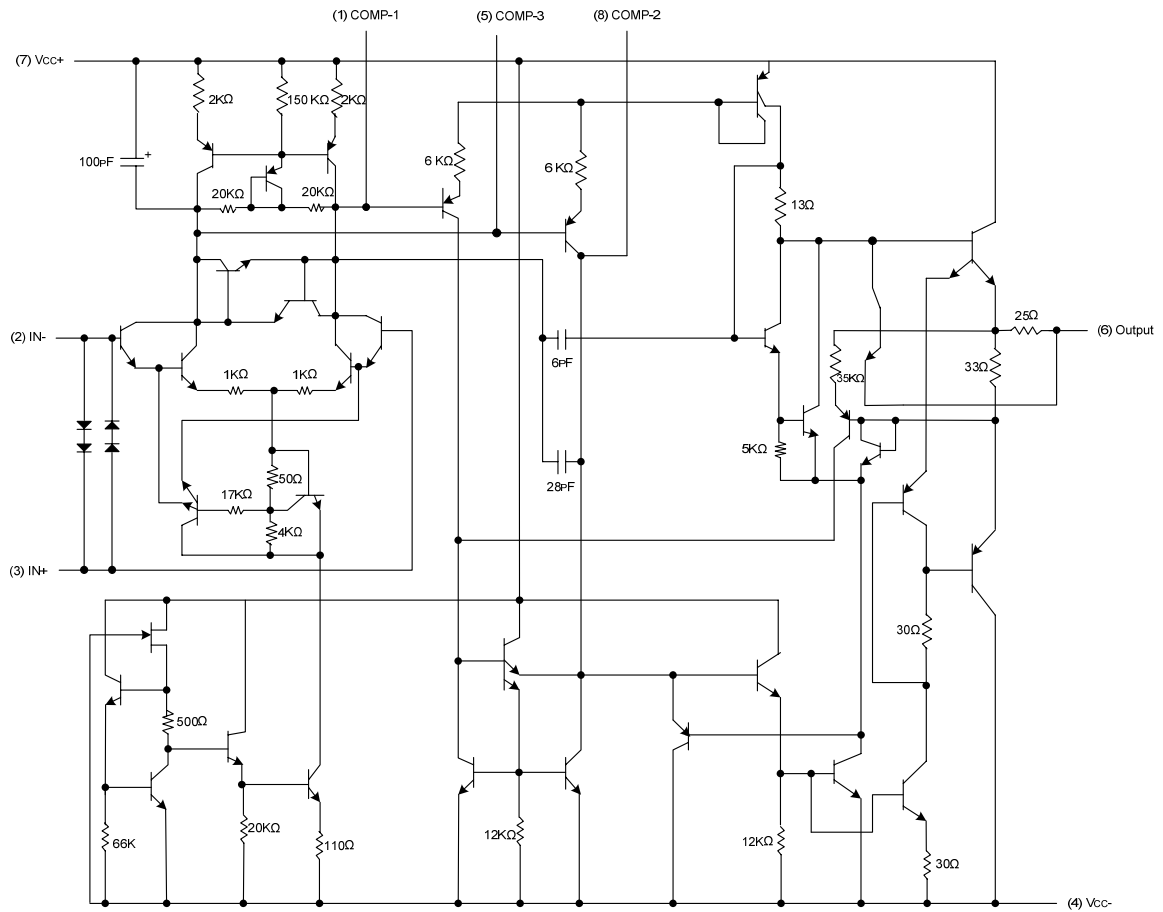 (1) COMP-1
(5) COMP-3
(8) COMP-2
(7) VCC+
2KΩ
150 KΩ
2KΩ
100PF
+
6 KΩ
6 KΩ
20KΩ
20KΩ
13Ω
(2) IN-
25Ω
(6) Output
6PF
1KΩ
1KΩ
35KΩ
33Ω
5KΩ
50Ω
28PF
17KΩ
4KΩ
(3) IN+
30Ω
500Ω
20KΩ
12KΩ
12KΩ
66K
110Ω
30Ω
(4) VCC-